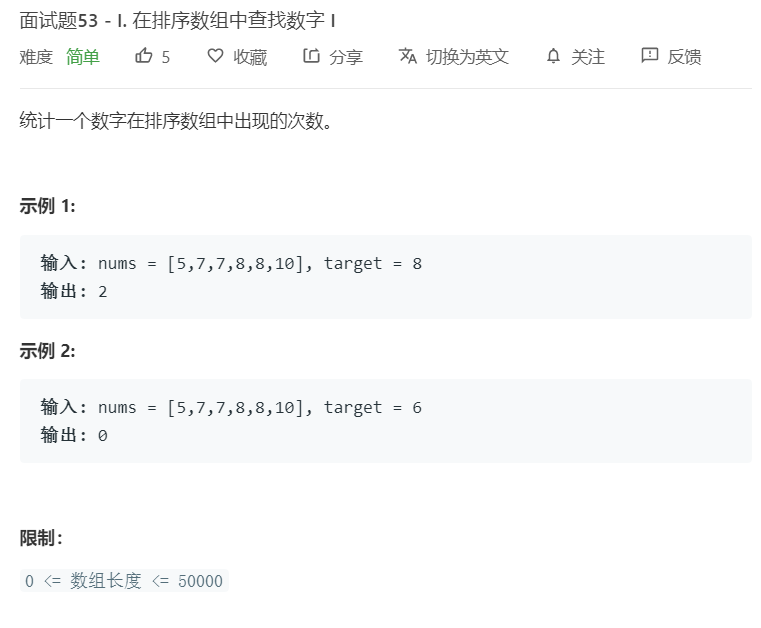 面试题53 - I. 在排序数组中查找数字 I
难度 简单 5 收藏 分享 切换为英文 关注 反馈
统计一个数字在排序数组中出现的次数。
示例 1:
输入: nums = [5,7,7,8,8,10], target = 8
输出: 2
示例 2:
输入: nums = [5,7,7,8,8,10], target = 6
输出: 0
限制：
0 <= 数组长度 <= 50000